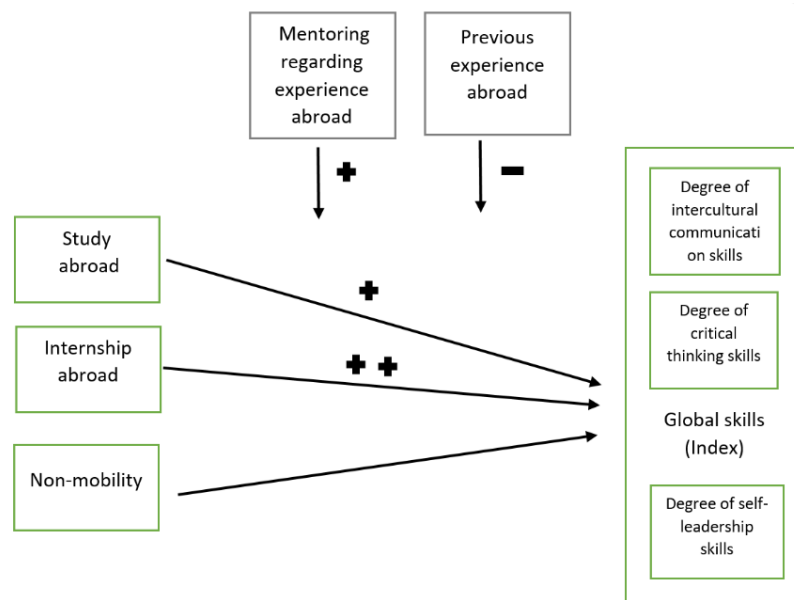 Mentoring
regarding
experience
abroad
Previous
experience
abroad
+
−
Study
abroad
+
Internship
abroad
+ +
Non-mobility
Degree of
intercultural
communicati
on skills
Degree of
critical
thinking skills
Global skills
(Index)
Degree of self-
leadership
skills